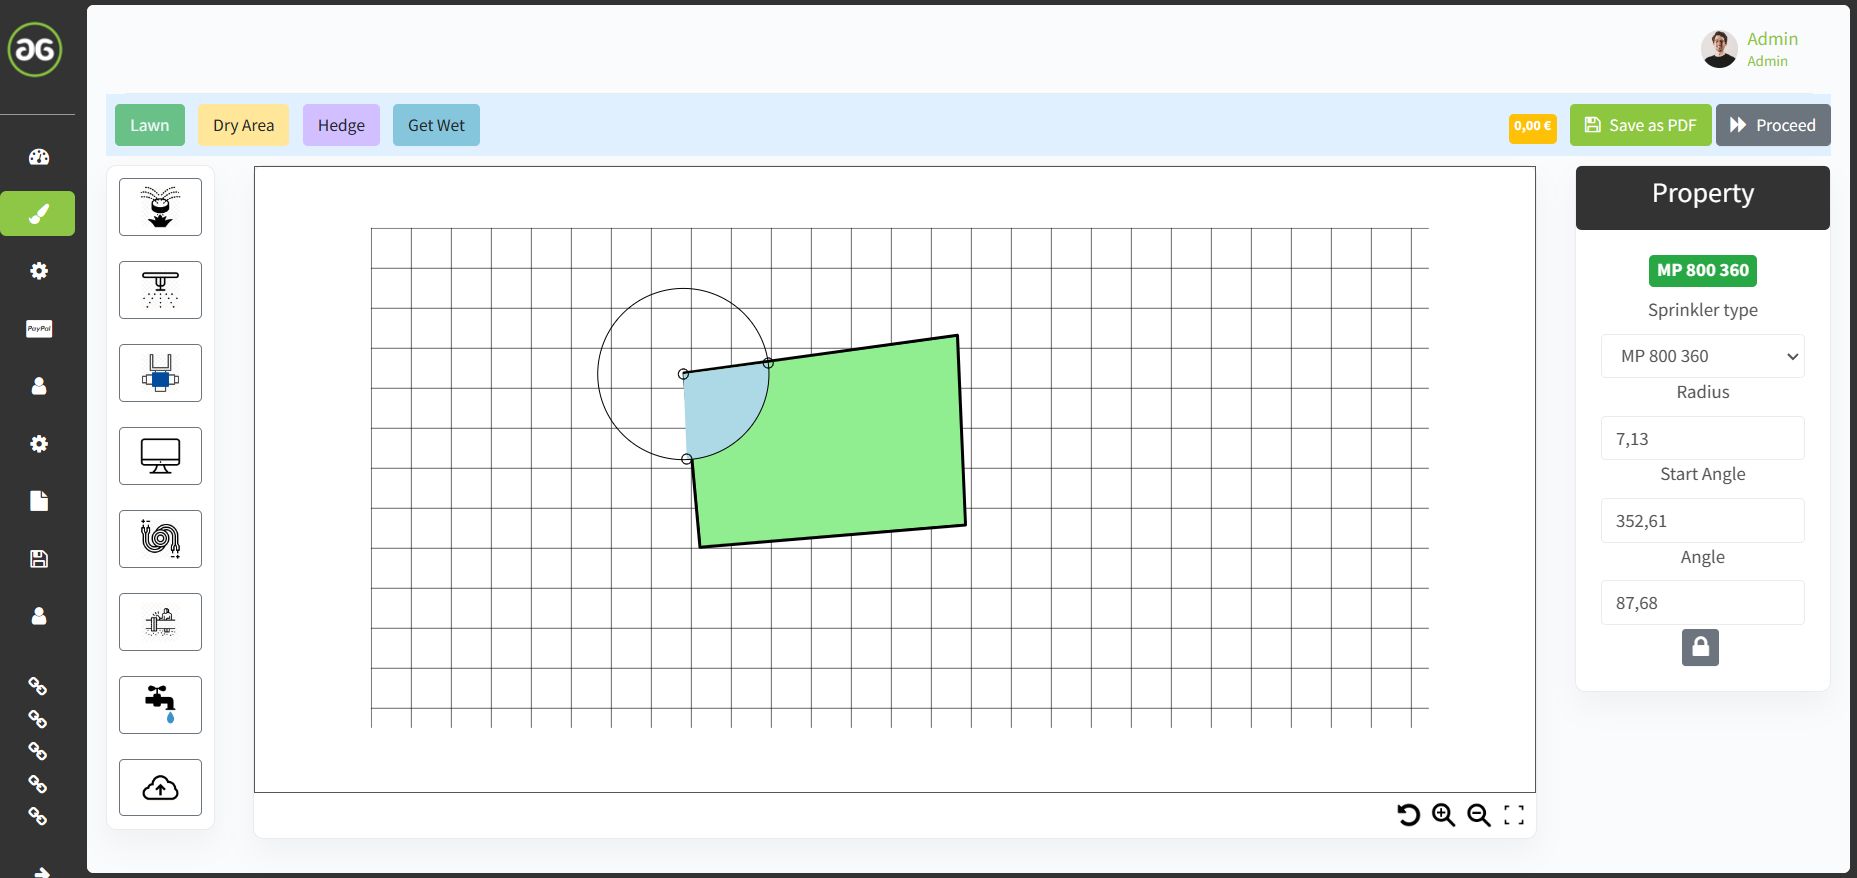 GG
Admin
Admin
Lawn
Dry Area
Hedge
Get Wet
0,00 €
Save as PDF
Proceed
PayPal
Property
MP 800 360
Sprinkler type
MP 800 360
Radius
7,13
Start Angle
352,61
Angle
87,68